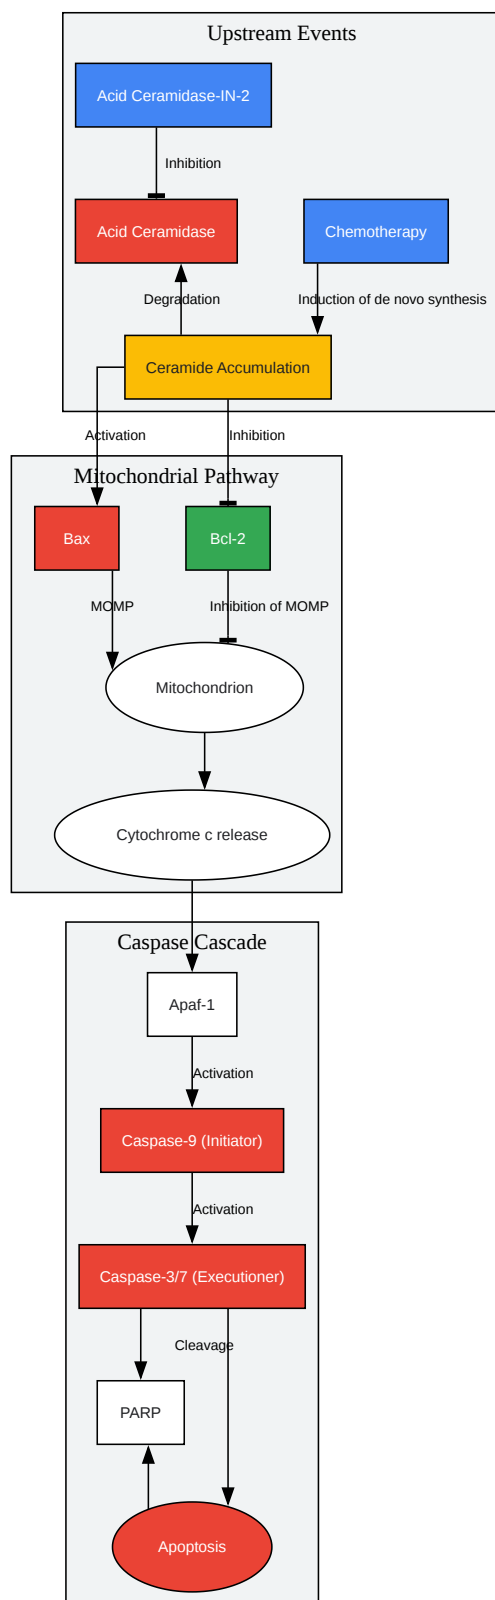 Upstream Events
Acid Ceramidase-IN-2
Inhibition
Acid Ceramidase
Chemotherapy
Degradation
Induction of de novo synthesis
Ceramide Accumulation
Activation
Inhibition
Mitochondrial Pathway
Bax
Bcl-2
MOMP
Inhibition of MOMP
Mitochondrion
Cytochrome c release
Caspase Cascade
Apaf-1
Activation
Caspase-9 (Initiator)
Activation
Caspase-3/7 (Executioner)
Cleavage
PARP
Apoptosis